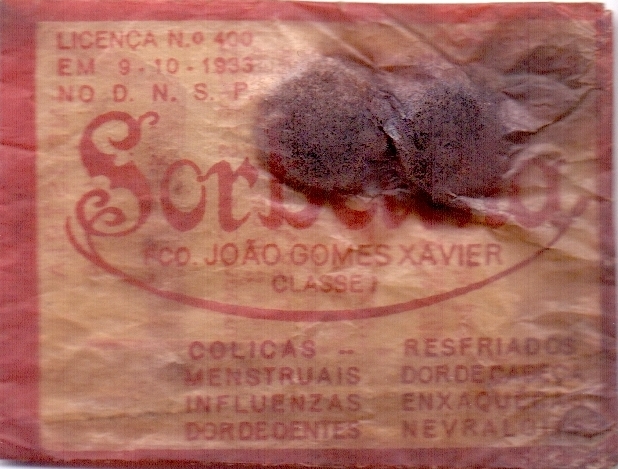 LICENÇA N.º 400
EM 9-10-1933
NO D. N. S. P.
FCO. JOÃO GOMES XAVIER
CLASSE I
COLICAS -- RESFRIADOS
MENSTRUAIS DORDECABEÇA
INFLUENZAS ENXAQUECAS
DORDEDENTES NEVRALGIAS